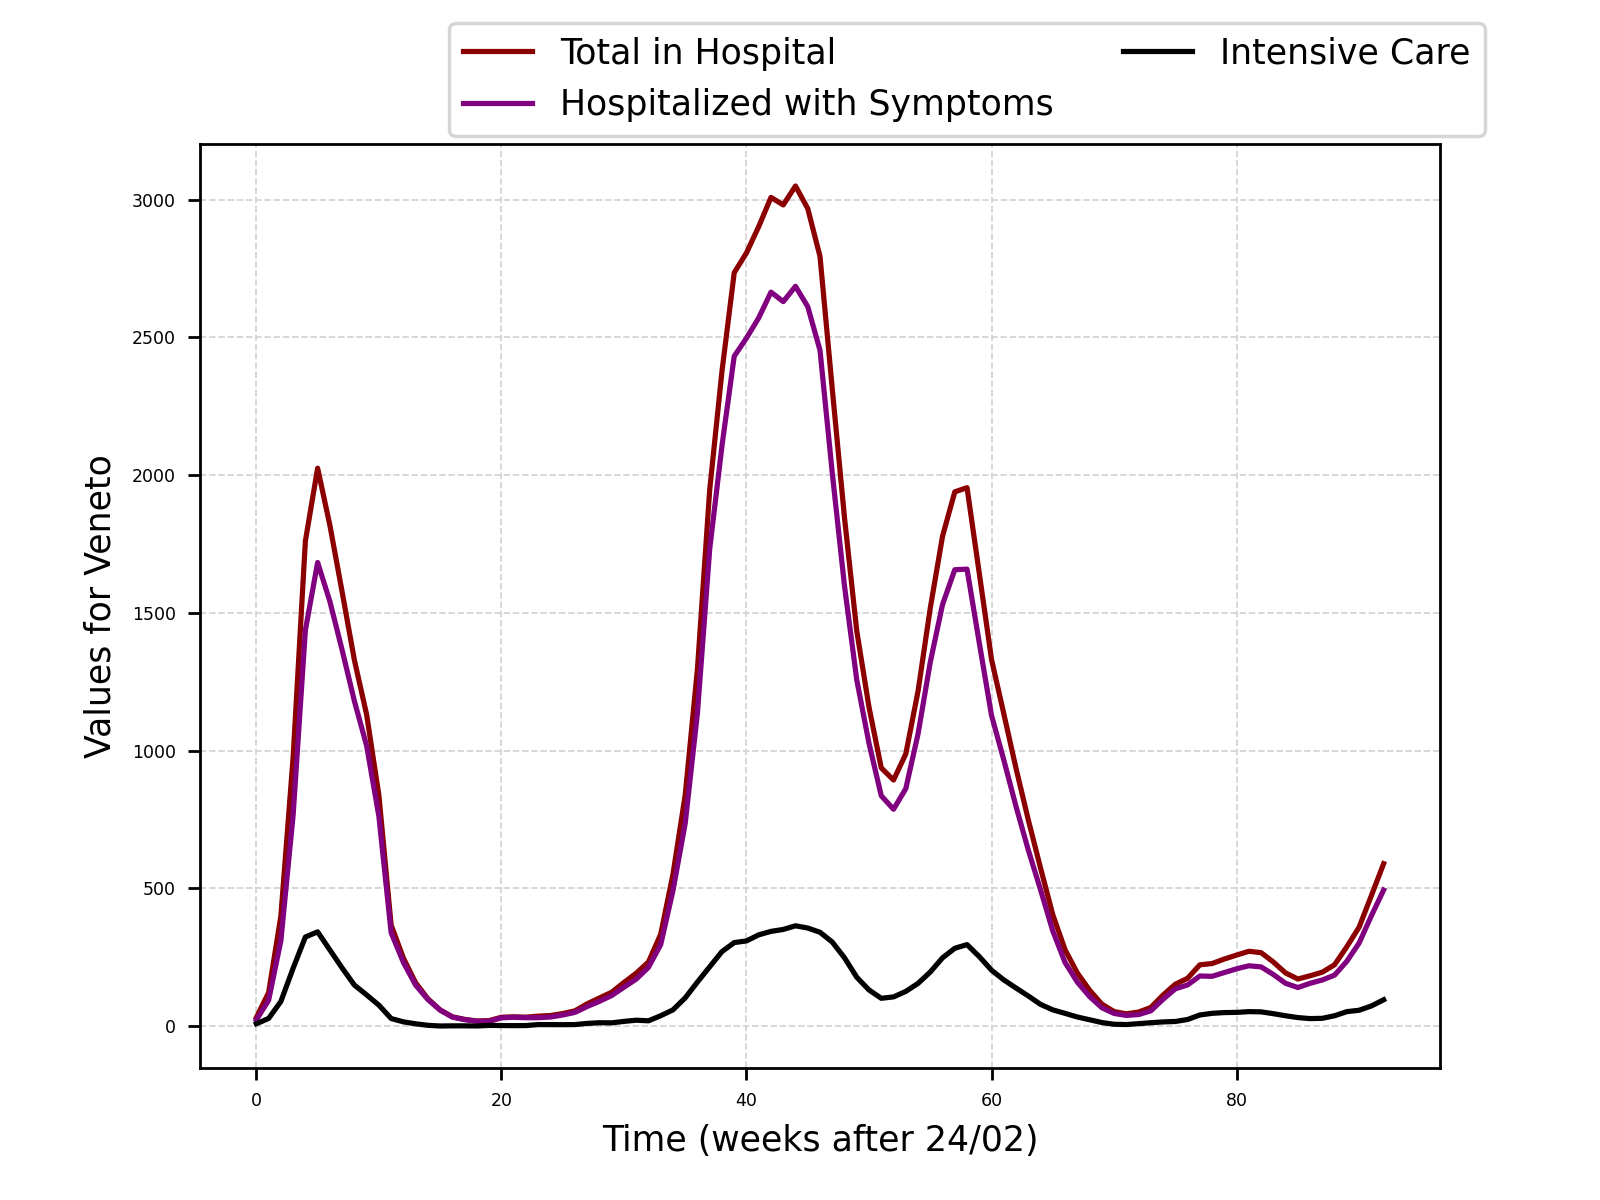 Total in Hospital
Hospitalized with Symptoms
Intensive Care
Values for Veneto
3000
2500
2000
1500
1000
500
0
0 20 40 60 80
Time (weeks after 24/02)